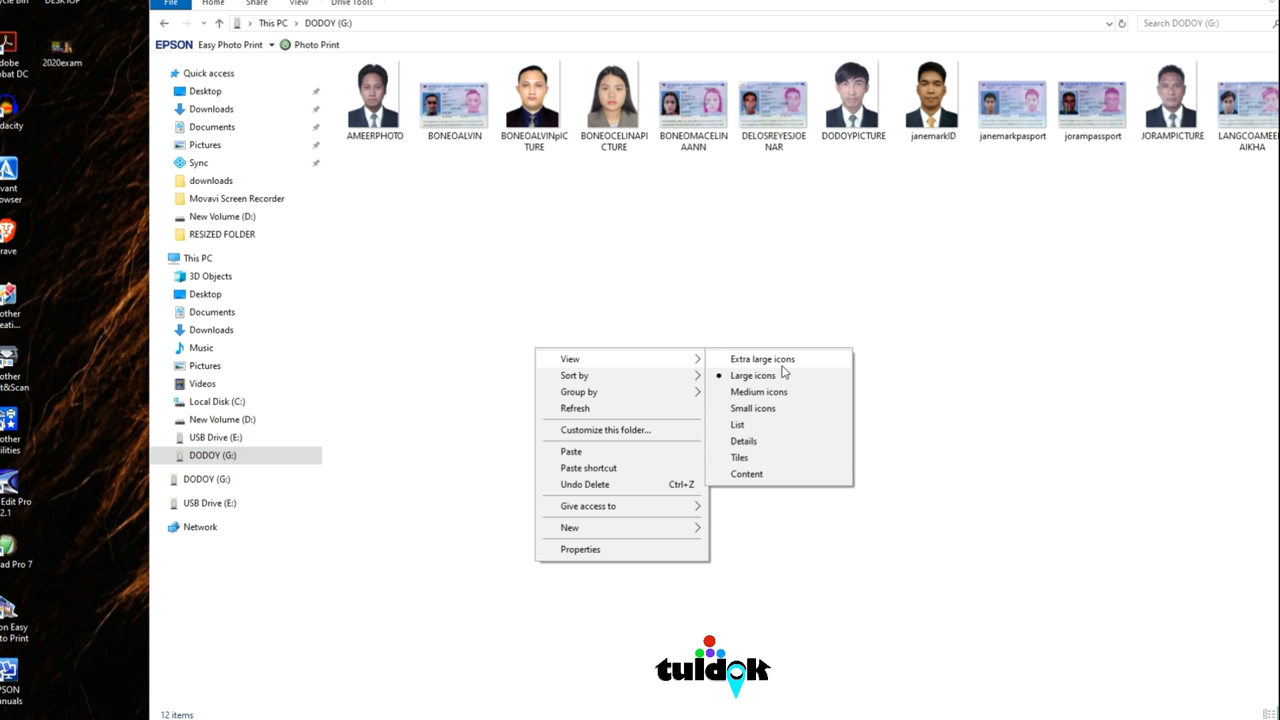 DESKTOP
File
Home
Share
View
Drive Tools
This PC
DODOY (G:)
Search DODOY (G:)
EPSON
Easy Photo Print
Photo Print
2020exam
Quick access
Desktop
Downloads
Documents
Pictures
Sync
downloads
Movavi Screen Recorder
New Volume (D:)
RESIZED FOLDER
This PC
3D Objects
Desktop
Documents
Downloads
Music
Pictures
Videos
Local Disk (C:)
New Volume (D:)
USB Drive (E:)
DODOY (G:)
DODOY (G:)
USB Drive (E:)
Network
AMEERPHOTO
BONEOALVIN
BONEOALVINpIC
TURE
BONEOCELINAPI
CTURE
BONEOMACELIN
AANN
DELOSREYESJOE
NAR
DODOYPICTURE
janemarkID
janemarkpasport
jorampassport
JORAMPICTURE
LANGCOAMEE
AIKHA
View
Sort by
Group by
Refresh
Customize this folder...
Paste
Paste shortcut
Undo Delete
Ctrl+Z
Give access to
New
Properties
Extra large icons
Large icons
Medium icons
Small icons
List
Details
Tiles
Content
tuldok
12 items